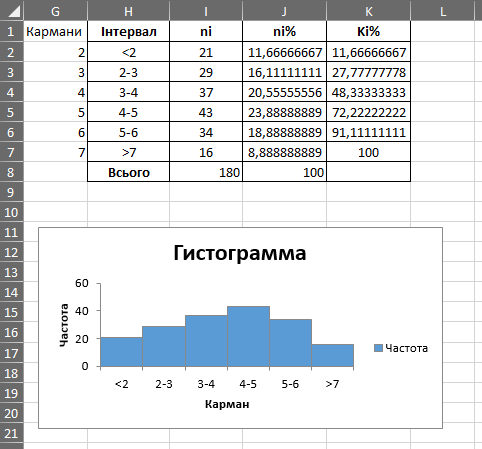 G H I J K L
1 Кармани Інтервал ni ni% Ki%
2 2 <2 21 11,66666667 11,66666667
3 3 2-3 29 16,11111111 27,77777778
4 4 3-4 37 20,55555556 48,33333333
5 5 4-5 43 23,88888889 72,22222222
6 6 5-6 34 18,88888889 91,11111111
7 7 >7 16 8,888888889 100
8 Всього 180 100
9
10
11
12
13
14
15
16
17
18
19
20
21
Гистограмма
Частота
60
40
20
0
<2 2-3 3-4 4-5 5-6 >7
Карман
Частота